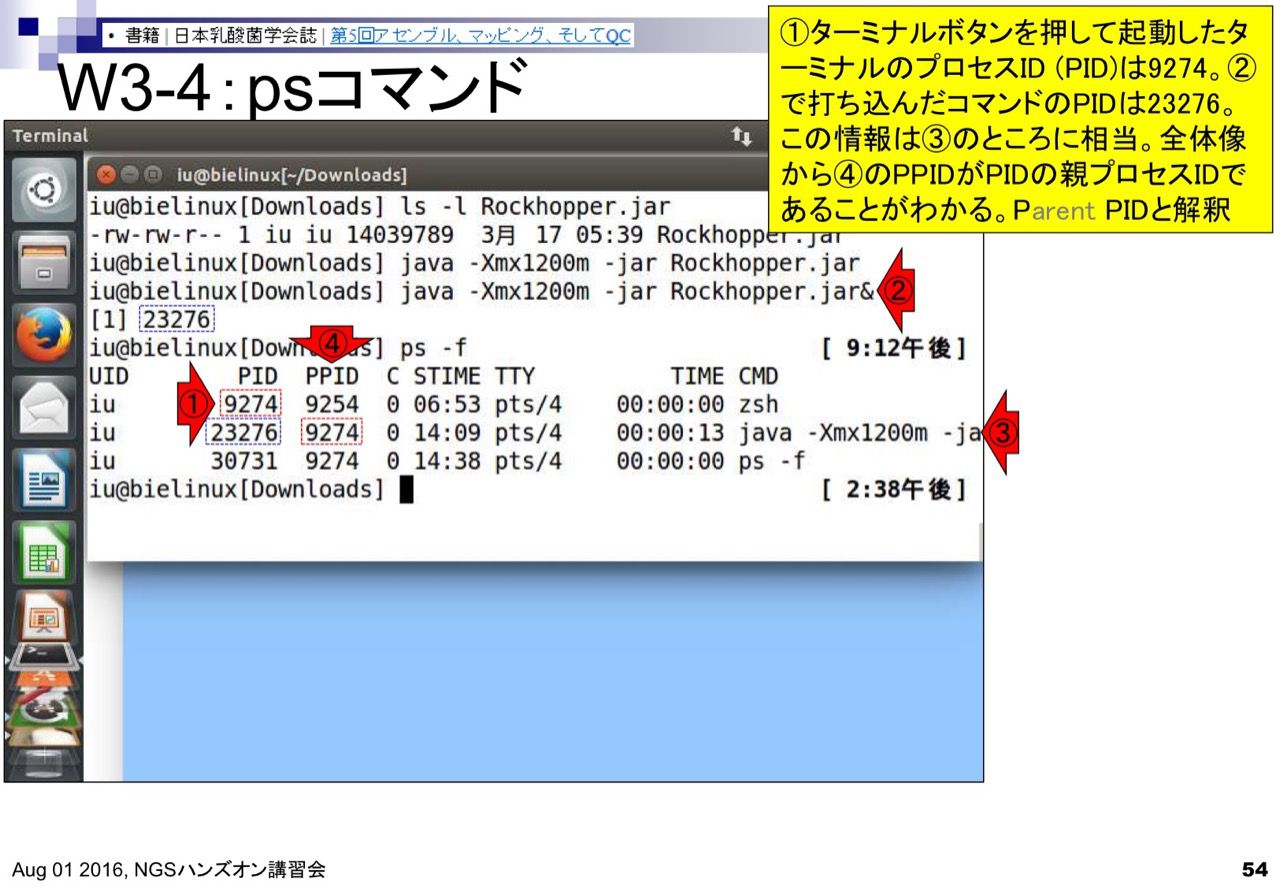 • 書籍 | 日本乳酸菌学会誌 | 第5回アセンブル、マッピング、そしてQC
W3-4：psコマンド
①ターミナルボタンを押して起動したタ
ーミナルのプロセスID (PID)は9274。②
で打ち込んだコマンドのPIDは23276。
この情報は③のところに相当。全体像
から④のPPIDがPIDの親プロセスIDで
あることがわかる。Parent PIDと解釈
Terminal
iu@bielinux[~/Downloads]
iu@bielinux[Downloads] ls -l Rockhopper.jar
-rw-rw-r-- 1 iu iu 14039789 3月 17 05:39 Rockhopper.jar
iu@bielinux[Downloads] java -Xmx1200m -jar Rockhopper.jar
iu@bielinux[Downloads] java -Xmx1200m -jar Rockhopper.jar& ②
[1] 23276
iu@bielinux[Downloads] ps -f [ 9:12午後]
④
UID PID PPID C STIME TTY TIME CMD
iu ① 9274 9254 0 06:53 pts/4 00:00:00 zsh
iu 23276 9274 0 14:09 pts/4 00:00:13 java -Xmx1200m -ja ③
iu 30731 9274 0 14:38 pts/4 00:00:00 ps -f
iu@bielinux[Downloads] [ 2:38午後]
Aug 01 2016, NGSハンズオン講習会
54